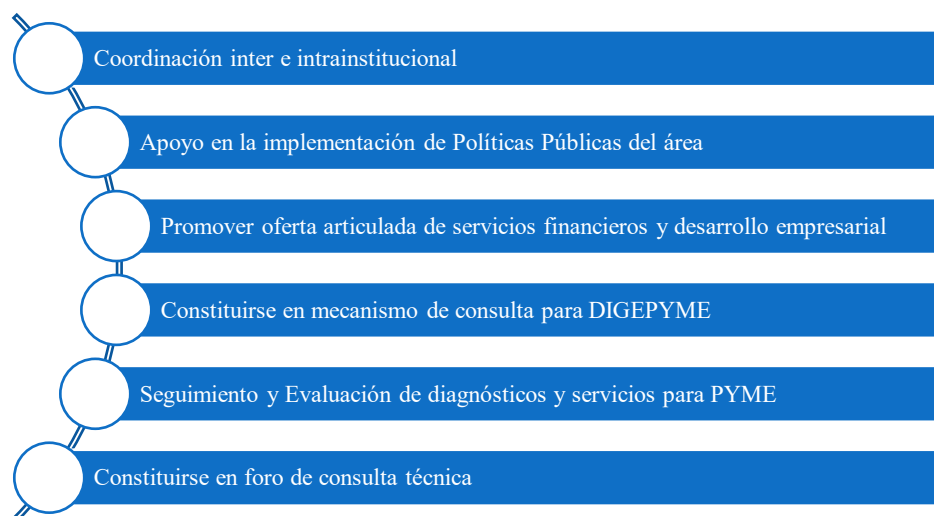 Coordinación inter e intrainstitucional
Apoyo en la implementación de Políticas Públicas del área
Promover oferta articulada de servicios financieros y desarrollo empresarial
Constituirse en mecanismo de consulta para DIGEPYME
Seguimiento y Evaluación de diagnósticos y servicios para PYME
Constituirse en foro de consulta técnica